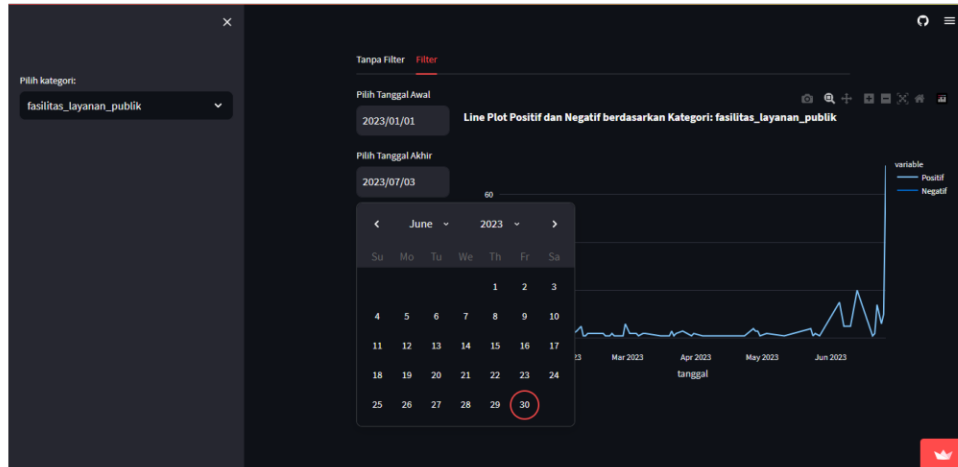 Pilih kategori:
fasilitas_layanan_publik
Tanpa Filter Filter
Pilih Tanggal Awal
2023/01/01
Pilih Tanggal Akhir
2023/07/03
June 2023
Su Mo Tu We Th Fr Sa
1 2 3
4 5 6 7 8 9 10
11 12 13 14 15 16 17
18 19 20 21 22 23 24
25 26 27 28 29 30
Line Plot Positif dan Negatif berdasarkan Kategori: fasilitas_layanan_publik
60
23 Mar 2023 Apr 2023 May 2023 Jun 2023
tanggal
variable
Positif
Negatif